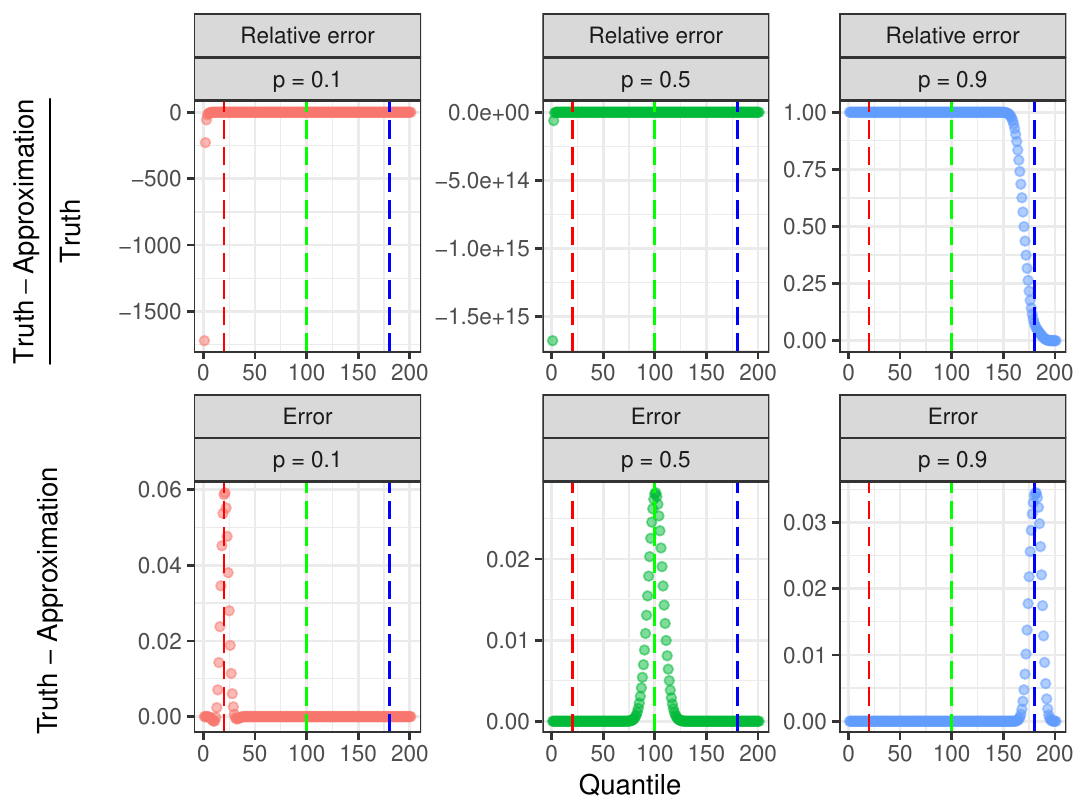 Relative error
Relative error
Relative error
p = 0.1
p = 0.5
p = 0.9
Truth − Approximation
Truth
0
−500
−1000
−1500
0.0e+00
−5.0e+14
−1.0e+15
−1.5e+15
1.00
0.75
0.50
0.25
0.00
0 50 100 150 200
0 50 100 150 200
0 50 100 150 200
Error
Error
Error
p = 0.1
p = 0.5
p = 0.9
Truth − Approximation
0.06
0.04
0.02
0.00
0.02
0.01
0.00
0.03
0.02
0.01
0.00
0 50 100 150 200
0 50 100 150 200
0 50 100 150 200
Quantile